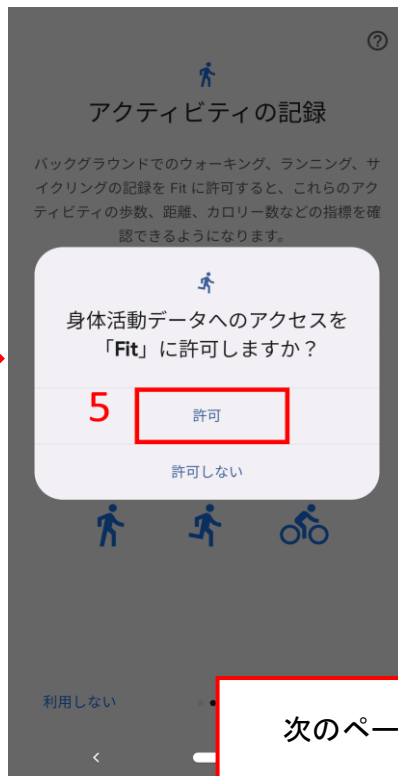 アクティビティの記録
バックグラウンドでのウォーキング、ランニング、サ
イクリングの記録を Fit に許可すると、これらのアク
ティビティの歩数、距離、カロリー数などの指標を確
認できるようになります。
身体活動データへのアクセスを
「Fit」に許可しますか？
5 許可
許可しない
利用しない
次のペー